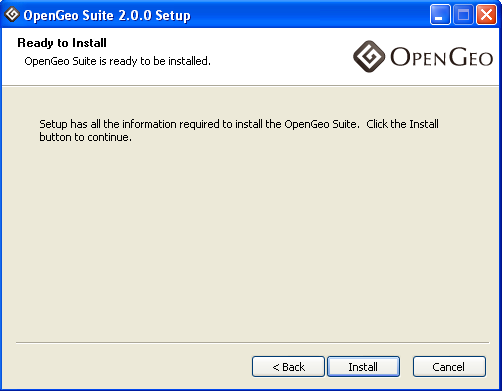 OpenGeo Suite 2.0.0 Setup
Ready to Install
OpenGeo Suite is ready to be installed.
OPENGEO
Setup has all the information required to install the OpenGeo Suite.  Click the Install
button to continue.
< Back
Install
Cancel